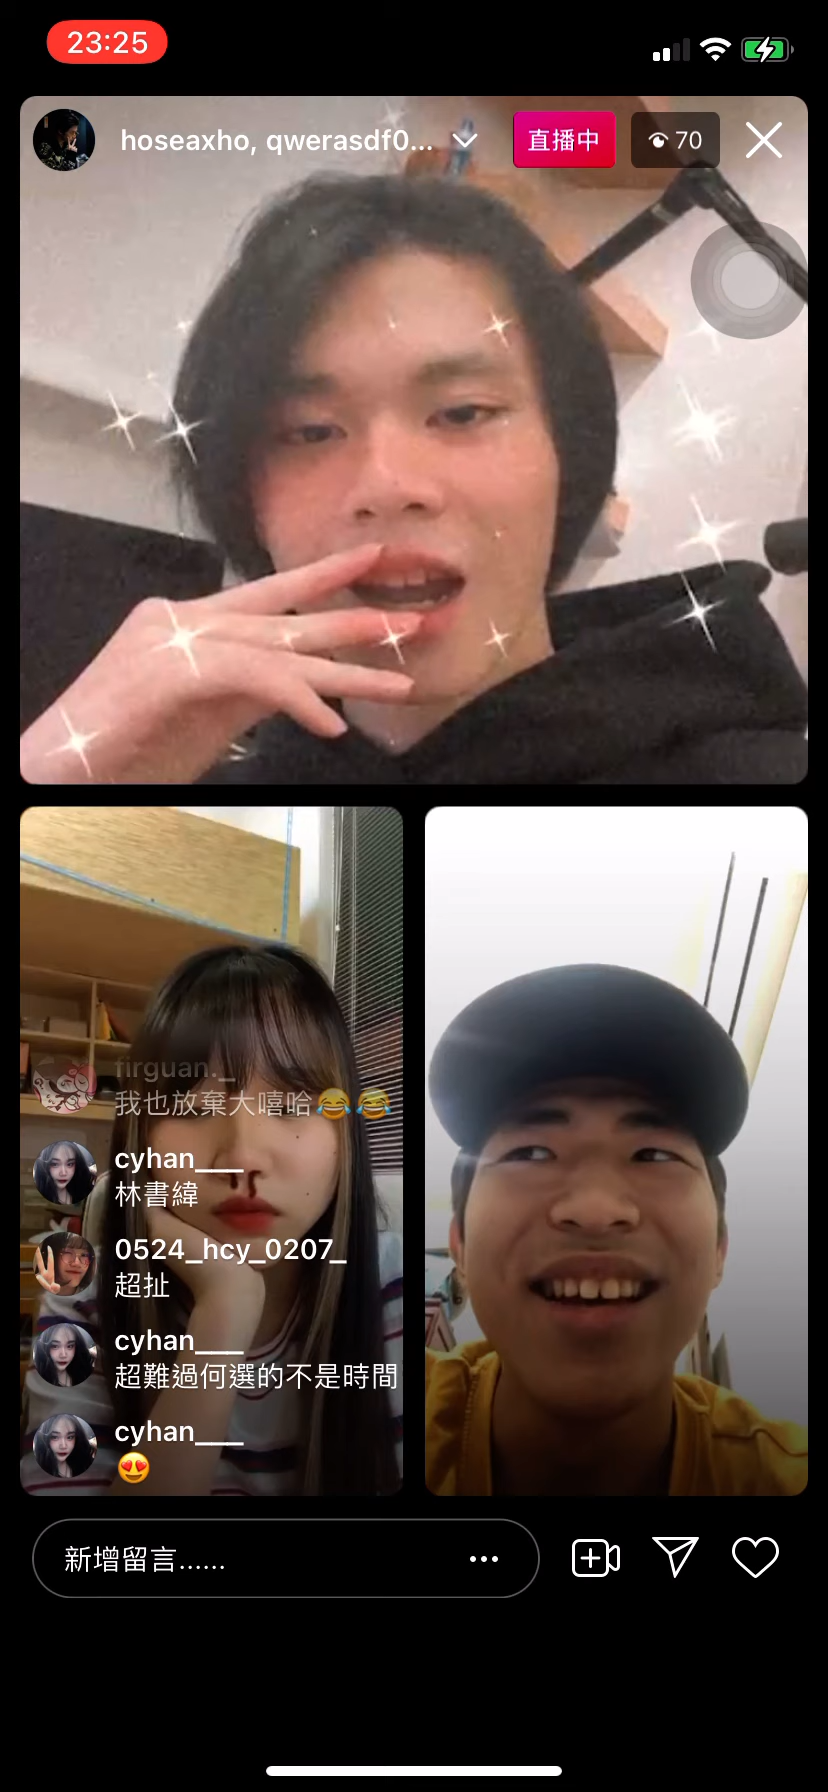 23:25
hoseaxho, qwerasdf0...
直播中
70
firguan._
我也放棄大嘻哈😂😂
cyhan___
林書緯
0524_hcy_0207_
超扯
cyhan___
超難過何選的不是時間
cyhan___
😍
新增留言......